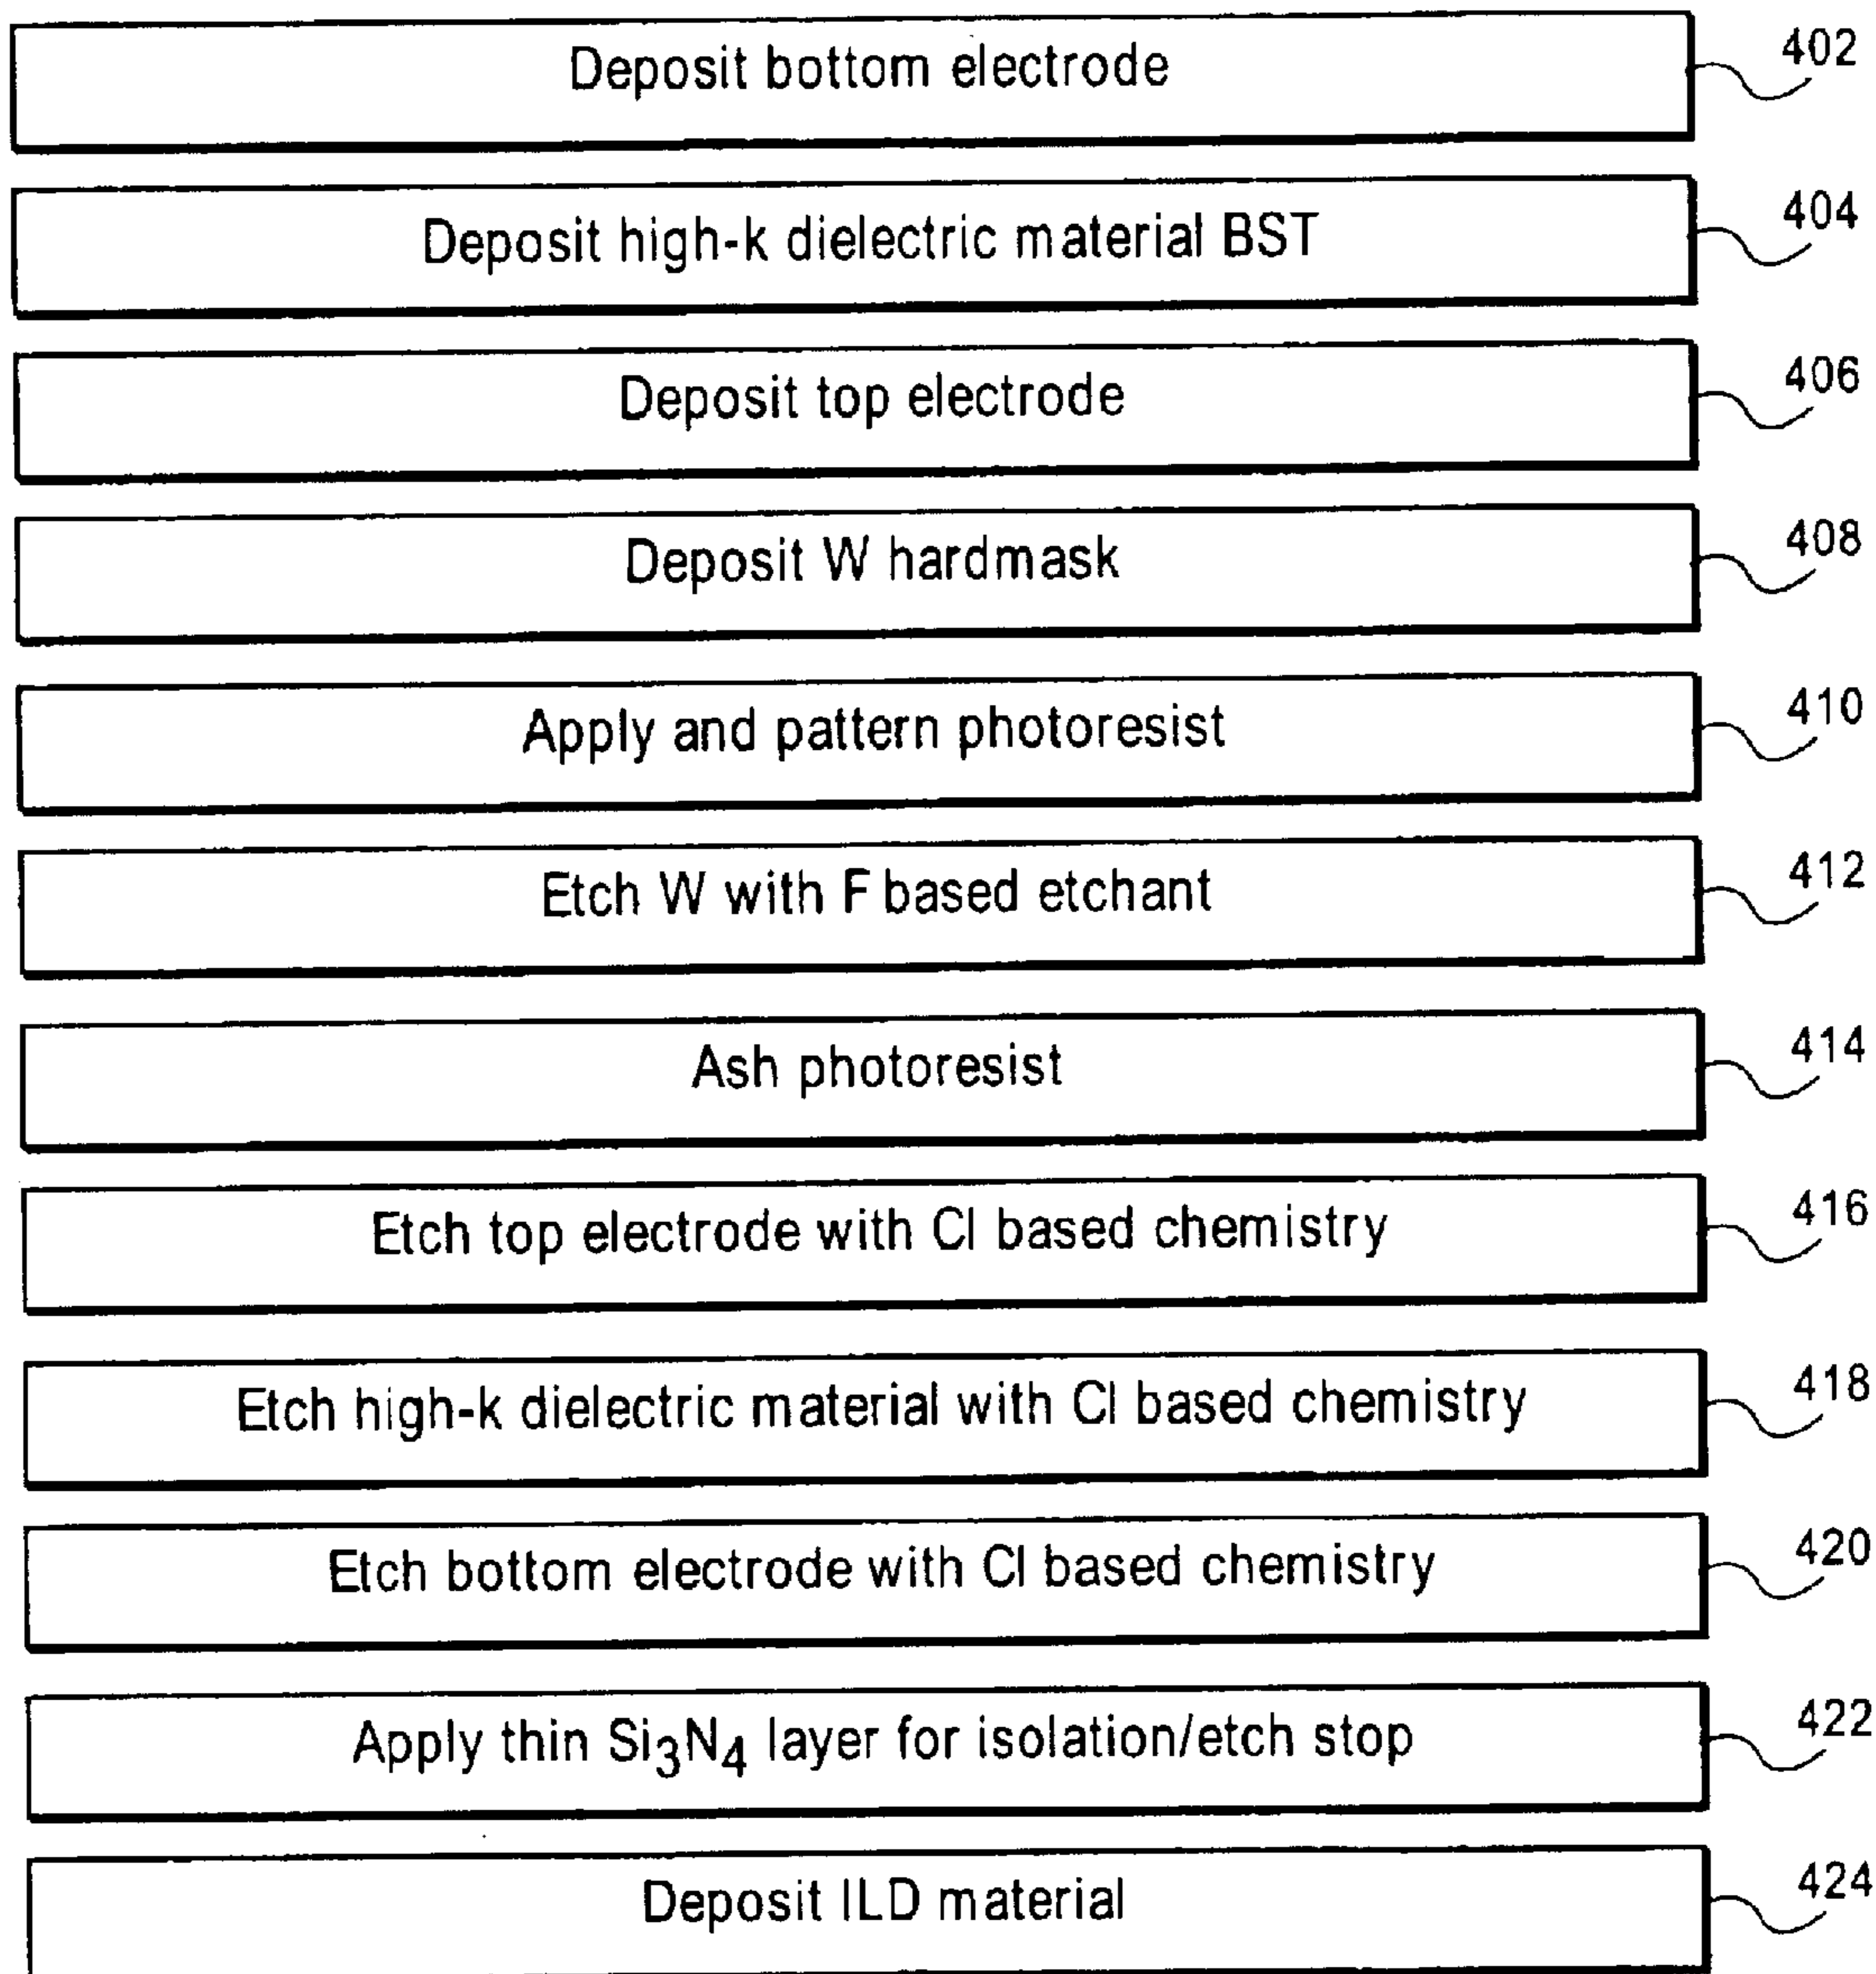 Deposit bottom electrode 402
Deposit high-k dielectric material BST 404
Deposit top electrode 406
Deposit W hardmask 408
Apply and pattern photoresist 410
Etch W with F based etchant 412
Ash photoresist 414
Etch top electrode with Cl based chemistry 416
Etch high-k dielectric material with Cl based chemistry 418
Etch bottom electrode with Cl based chemistry 420
Apply thin Si₃N₄ layer for isolation/etch stop 422
Deposit ILD material 424